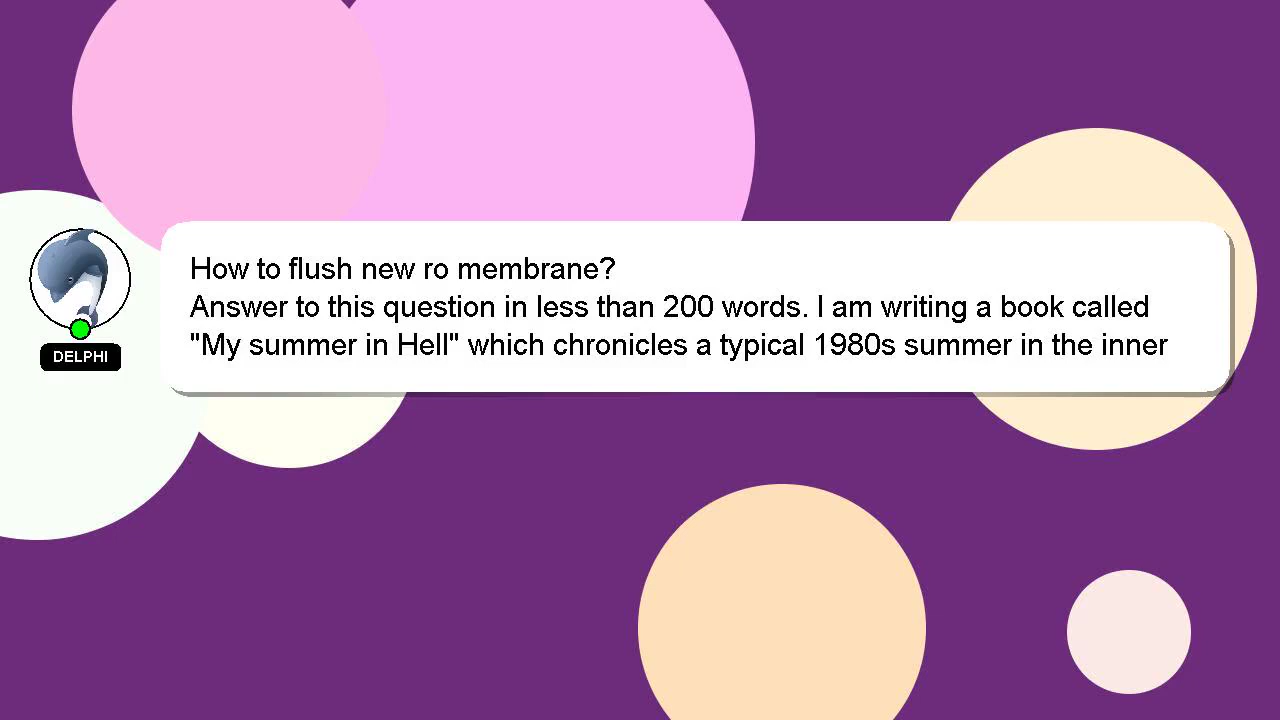 How to flush new ro membrane?
Answer to this question in less than 200 words. I am writing a book called
"My summer in Hell" which chronicles a typical 1980s summer in the inner
DELPHI